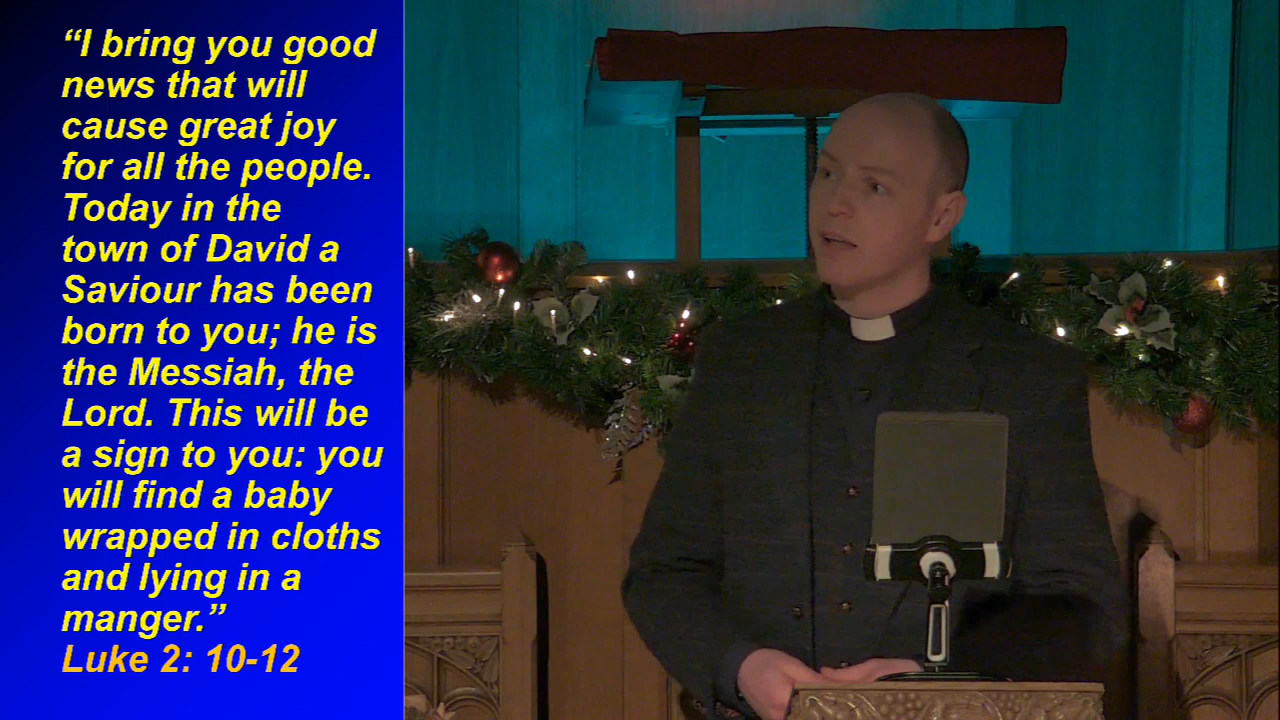 “I bring you good
news that will
cause great joy
for all the people.
Today in the
town of David a
Saviour has been
born to you; he is
the Messiah, the
Lord. This will be
a sign to you: you
will find a baby
wrapped in cloths
and lying in a
manger.”
Luke 2: 10-12